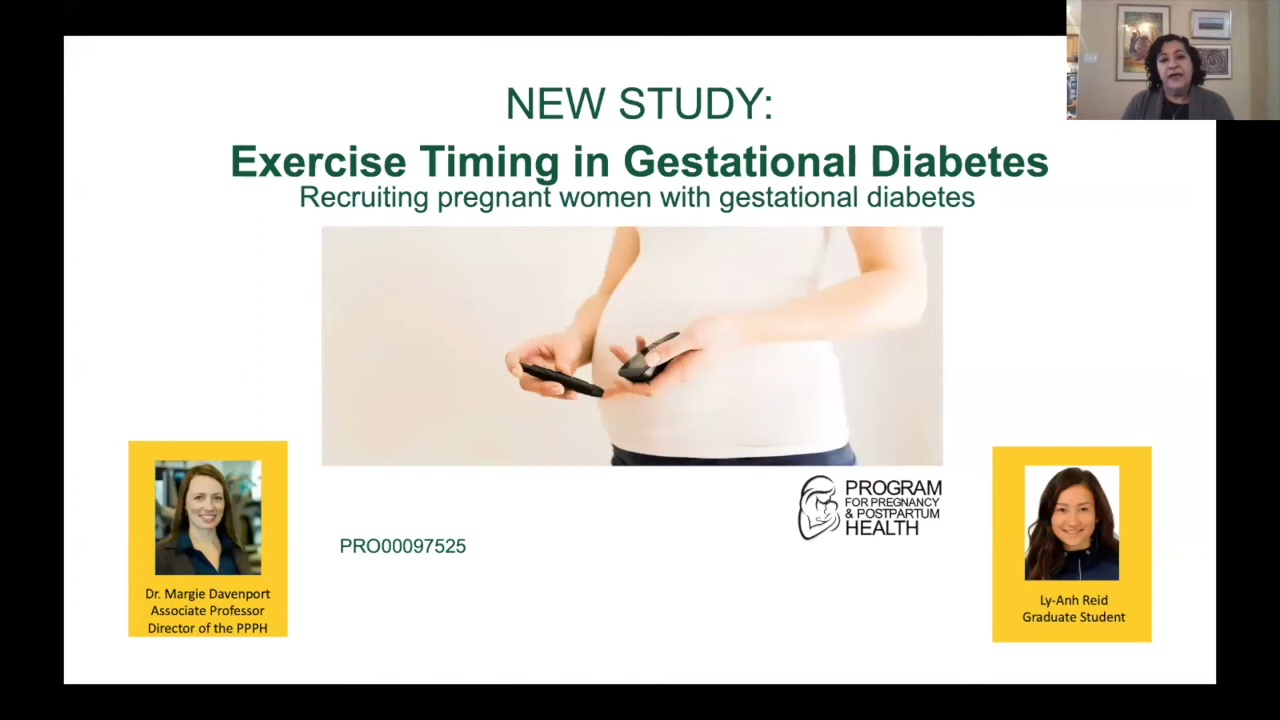 NEW STUDY:
Exercise Timing in Gestational Diabetes
Recruiting pregnant women with gestational diabetes
PROGRAM
FOR PREGNANCY
& POSTPARTUM
HEALTH
PRO00097525
Dr. Margie Davenport
Associate Professor
Director of the PPPH
Ly-Anh Reid
Graduate Student